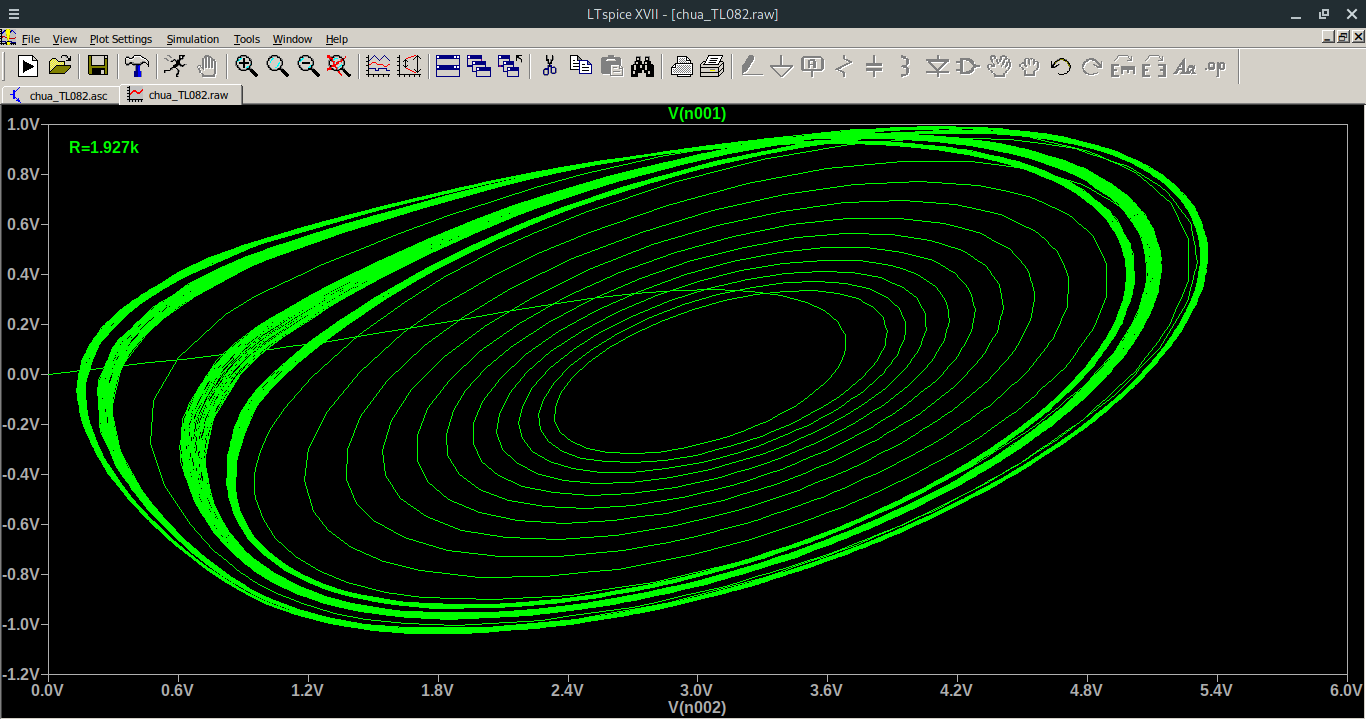 LTspice XVII - [chua_TL082.raw]
File View Plot Settings Simulation Tools Window Help
chua_TL082.asc chua_TL082.raw
V(n001)
1.0V
R=1.927k
0.8V
0.6V
0.4V
0.2V
0.0V
-0.2V
-0.4V
-0.6V
-0.8V
-1.0V
-1.2V
0.0V 0.6V 1.2V 1.8V 2.4V 3.0V 3.6V 4.2V 4.8V 5.4V 6.0V
V(n002)